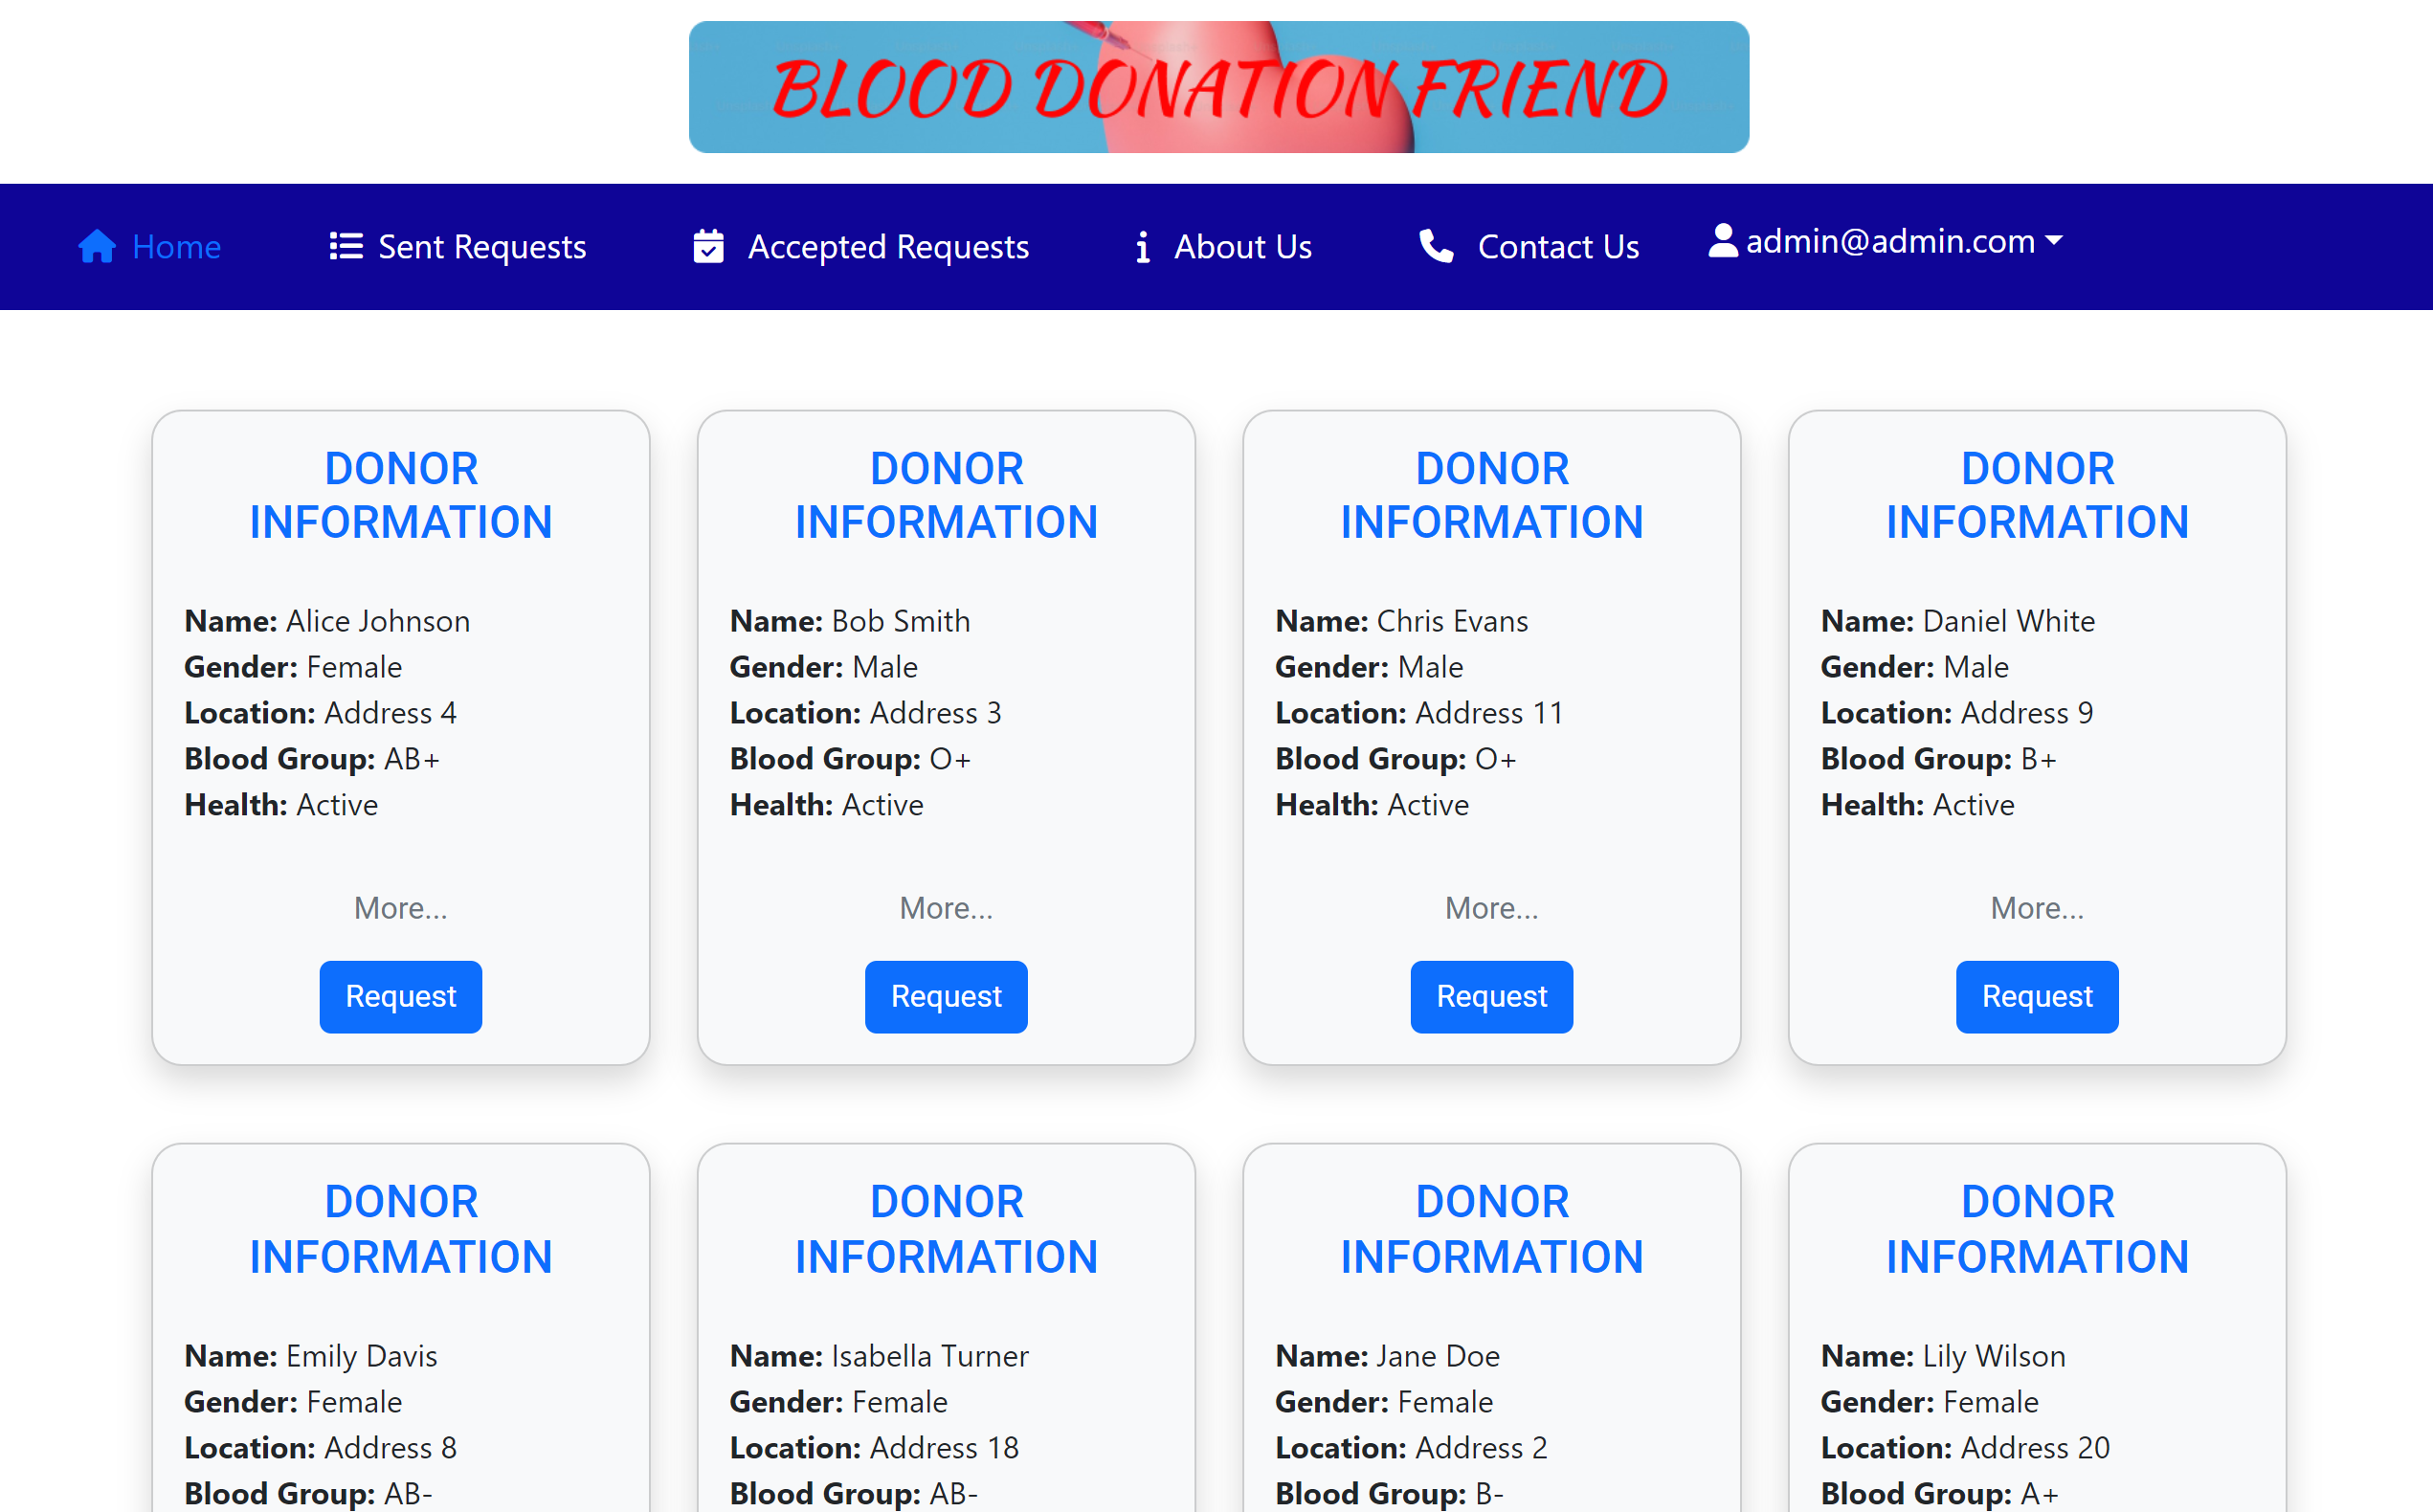 BLOOD DONATION FRIEND
Home
Sent Requests
Accepted Requests
About Us
Contact Us
admin@admin.com
DONOR
INFORMATION
Name: Alice Johnson
Gender: Female
Location: Address 4
Blood Group: AB+
Health: Active
More...
Request
DONOR
INFORMATION
Name: Bob Smith
Gender: Male
Location: Address 3
Blood Group: O+
Health: Active
More...
Request
DONOR
INFORMATION
Name: Chris Evans
Gender: Male
Location: Address 11
Blood Group: O+
Health: Active
More...
Request
DONOR
INFORMATION
Name: Daniel White
Gender: Male
Location: Address 9
Blood Group: B+
Health: Active
More...
Request
DONOR
INFORMATION
Name: Emily Davis
Gender: Female
Location: Address 8
Blood Group: AB-
DONOR
INFORMATION
Name: Isabella Turner
Gender: Female
Location: Address 18
Blood Group: AB-
DONOR
INFORMATION
Name: Jane Doe
Gender: Female
Location: Address 2
Blood Group: B-
DONOR
INFORMATION
Name: Lily Wilson
Gender: Female
Location: Address 20
Blood Group: A+